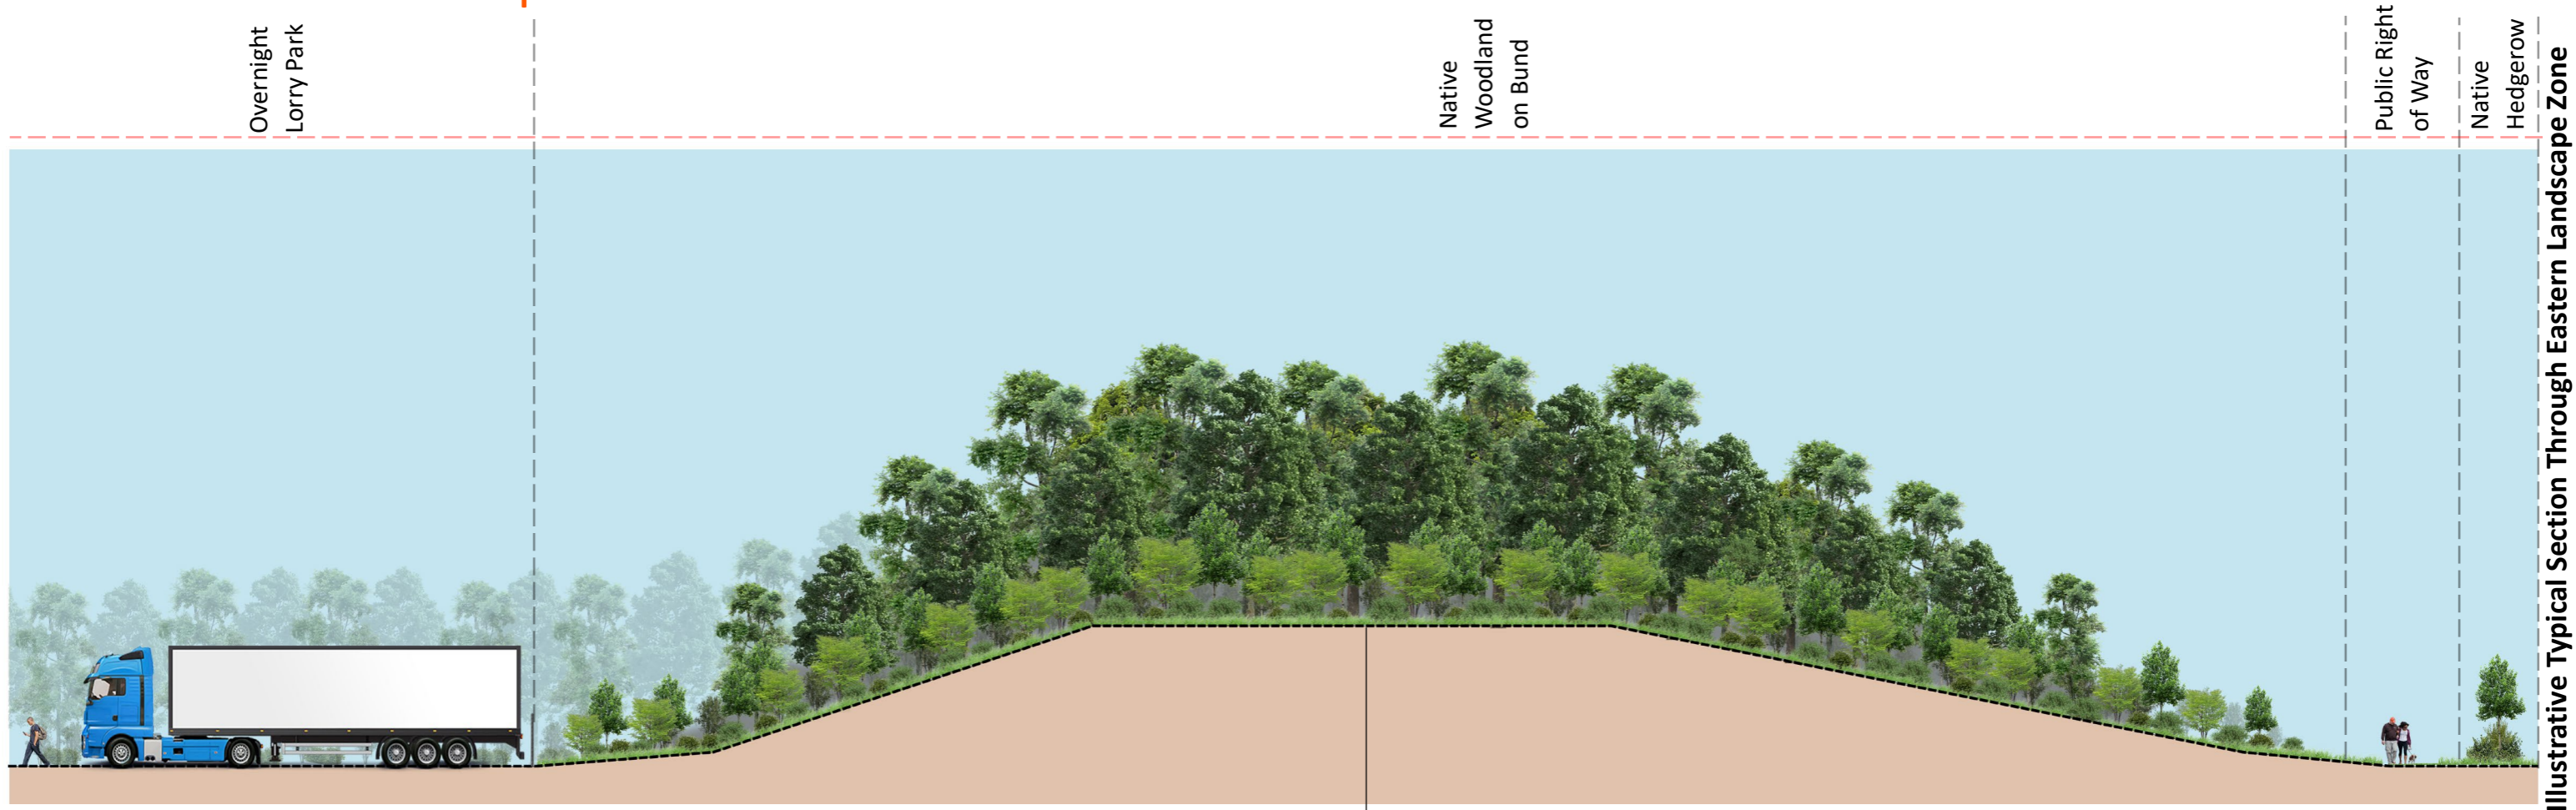 Overnight
Lorry Park
Native
Woodland
on Bund
Public Right
of Way
Native
Hedgerow
Illustrative Typical Section Through Eastern Landscape Zone